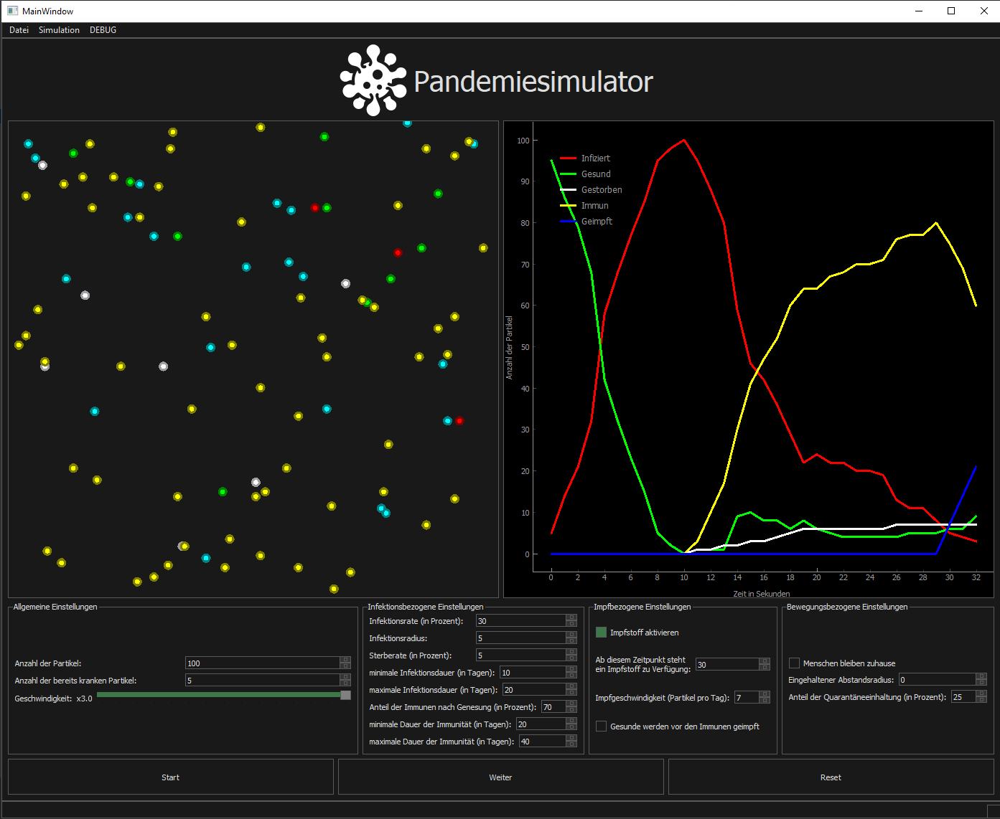 MainWindow
Datei Simulation DEBUG
Pandemiesimulator
Infiziert
Gesund
Gestorben
Immun
Geimpft
100
90
80
70
60
50
40
30
20
10
0
Anzahl der Partikel
0 2 4 6 8 10 12 14 16 18 20 22 24 26 28 30 32
Zeit in Sekunden
Allgemeine Einstellungen
Anzahl der Partikel: 100
Anzahl der bereits kranken Partikel: 5
Geschwindigkeit: x3.0
Infektionsbezogene Einstellungen
Infektionsrate (in Prozent): 30
Infektionsradius: 5
Sterberate (in Prozent): 5
minimale Infektionsdauer (in Tagen): 10
maximale Infektionsdauer (in Tagen): 20
Anteil der Immunen nach Genesung (in Prozent): 70
minimale Dauer der Immunität (in Tagen): 20
maximale Dauer der Immunität (in Tagen): 40
Impfbezogene Einstellungen
Impfstoff aktivieren
Ab diesem Zeitpunkt steht
ein Impfstoff zu Verfügung: 30
Impfgeschwindigkeit (Partikel pro Tag): 7
Gesunde werden vor den Immunen geimpft
Bewegungsbezogene Einstellungen
Menschen bleiben zuhause
Eingehaltener Abstandsradius: 0
Anteil der Quarantäneeinhaltung (in Prozent): 25
Start Weiter Reset